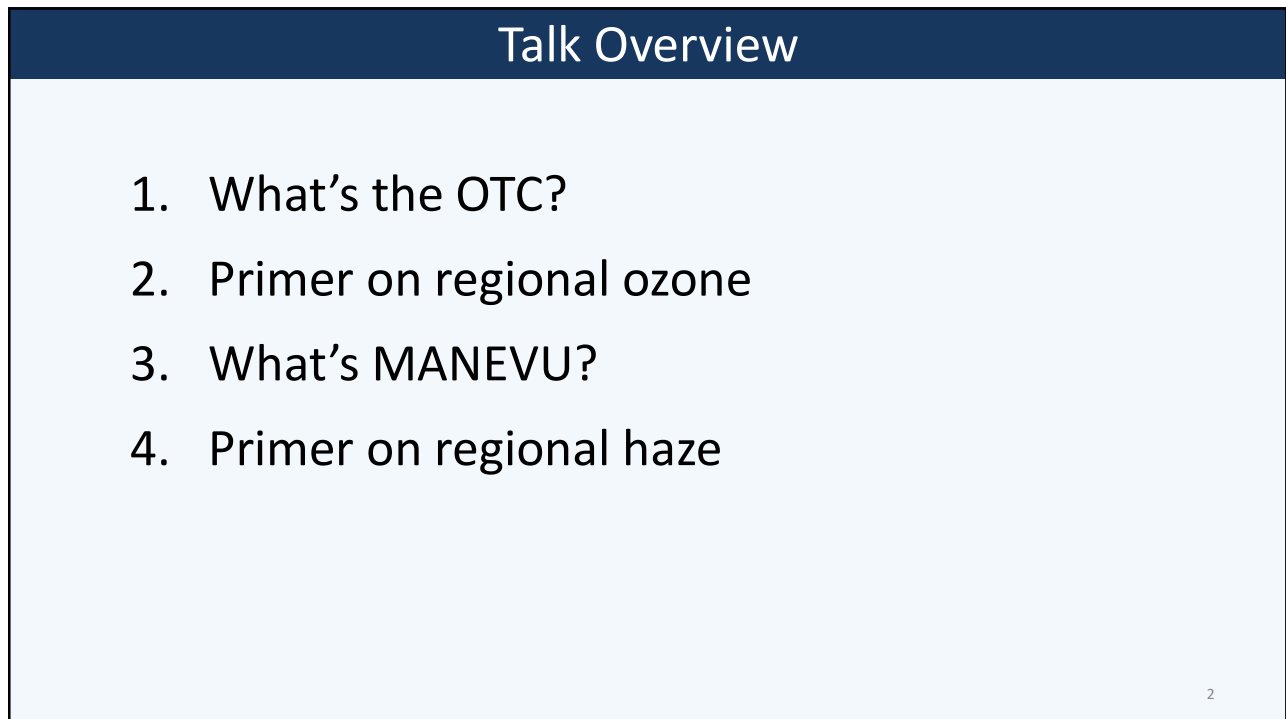 Talk Overview
1. What’s the OTC?
2. Primer on regional ozone
3. What’s MANEVU?
4. Primer on regional haze
2